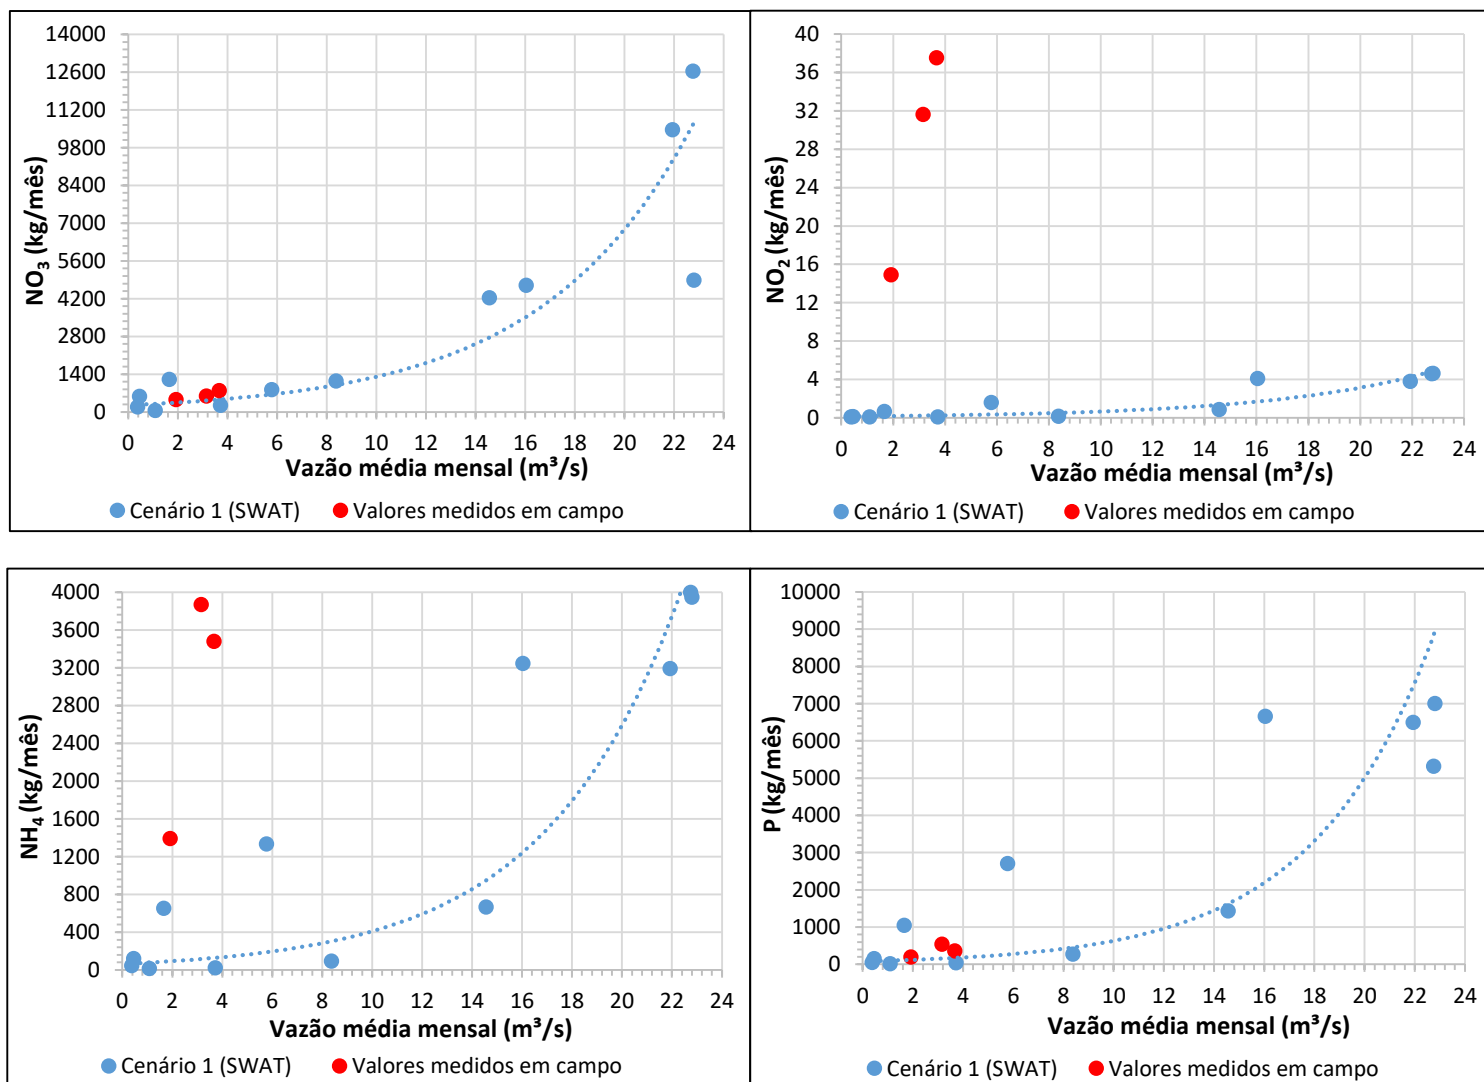 14000
12600
11200
9800
8400
7000
5600
4200
2800
1400
0
NO₃ (kg/mês)
0 2 4 6 8 10 12 14 16 18 20 22 24
Vazão média mensal (m³/s)
Cenário 1 (SWAT) Valores medidos em campo
40
36
32
28
24
20
16
12
8
4
0
NO₂ (kg/mês)
0 2 4 6 8 10 12 14 16 18 20 22 24
Vazão média mensal (m³/s)
Cenário 1 (SWAT) Valores medidos em campo
4000
3600
3200
2800
2400
2000
1600
1200
800
400
0
NH₄ (kg/mês)
0 2 4 6 8 10 12 14 16 18 20 22 24
Vazão média mensal (m³/s)
Cenário 1 (SWAT) Valores medidos em campo
10000
9000
8000
7000
6000
5000
4000
3000
2000
1000
0
P (kg/mês)
0 2 4 6 8 10 12 14 16 18 20 22 24
Vazão média mensal (m³/s)
Cenário 1 (SWAT) Valores medidos em campo